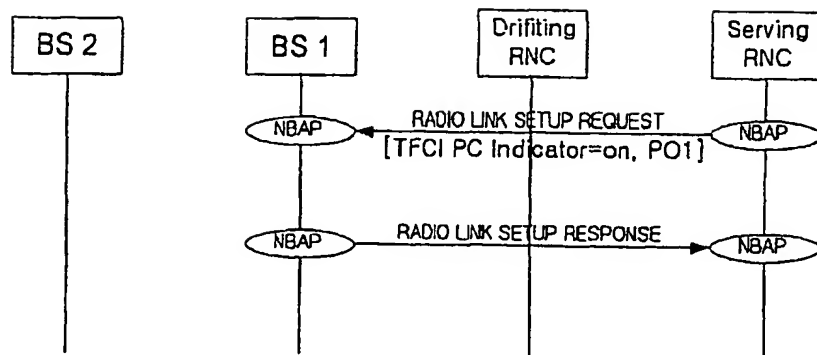 BS 2
BS 1
Drifiting
RNC
Serving
RNC
NBAP
RADIO LINK SETUP REQUEST
NBAP
[TFCI PC Indicator=on, PO1]
NBAP
RADIO LINK SETUP RESPONSE
NBAP